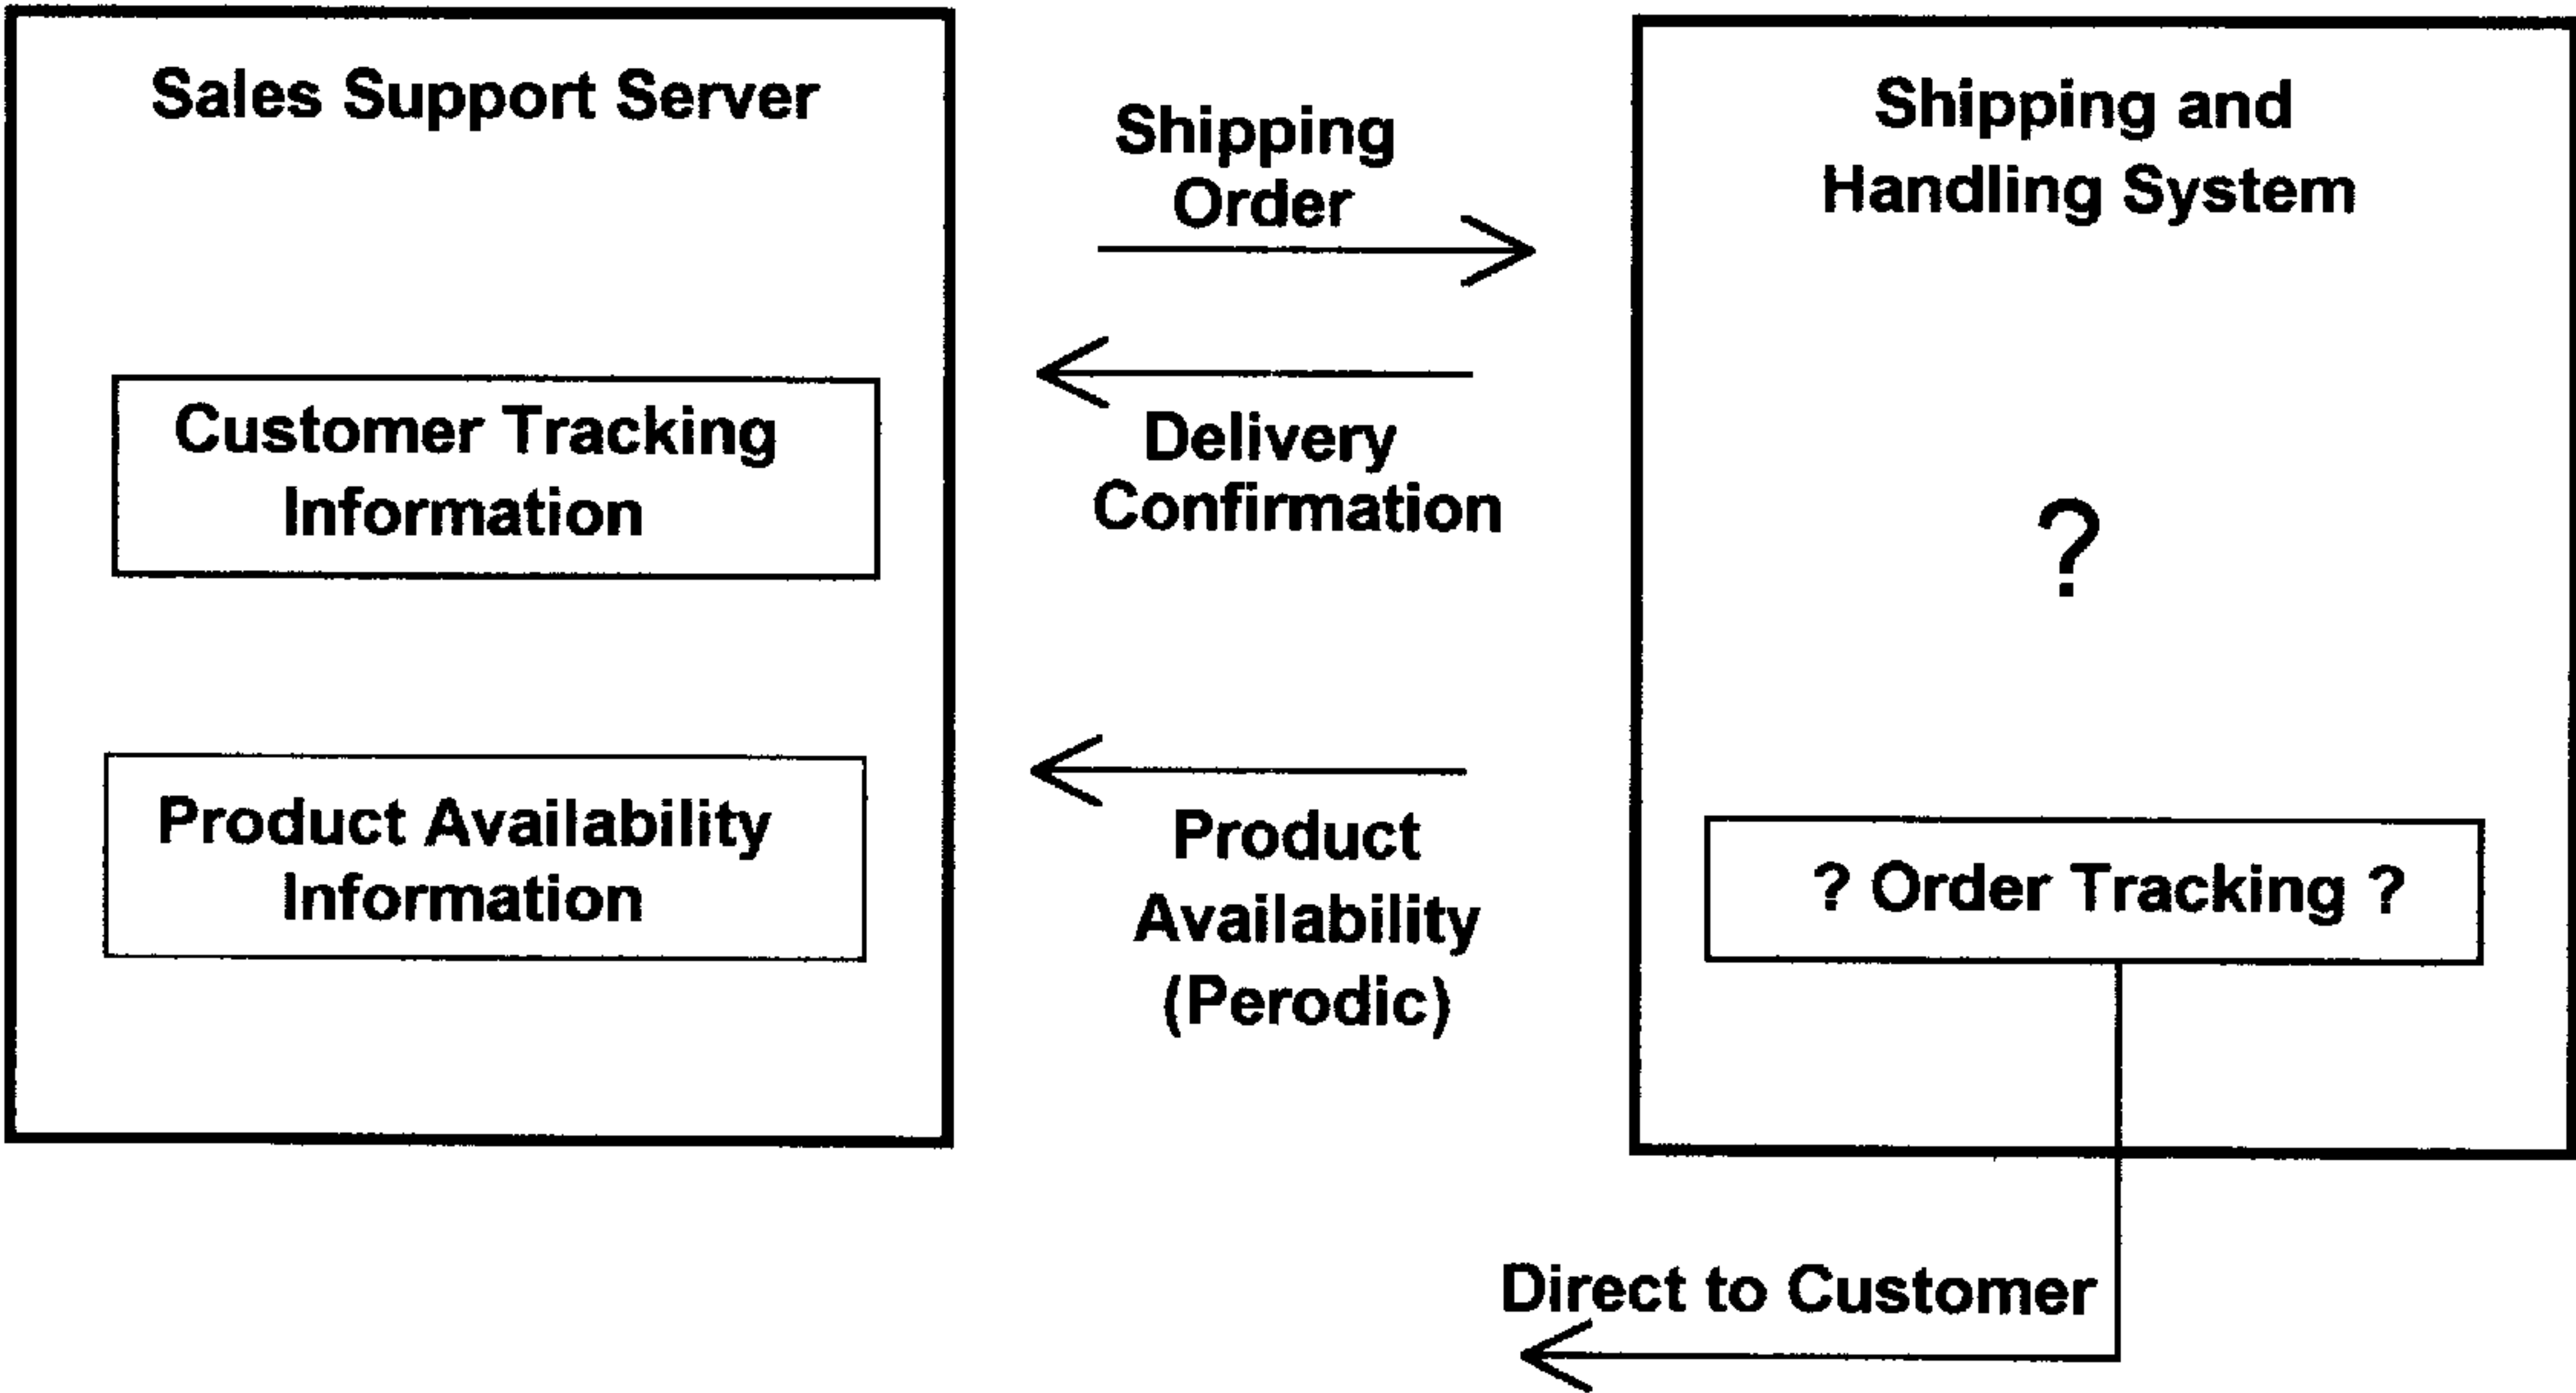 Sales Support Server
Customer Tracking
Information
Product Availability
Information
Shipping
Order
Delivery
Confirmation
Product
Availability
(Perodic)
Shipping and
Handling System
?
? Order Tracking ?
Direct to Customer